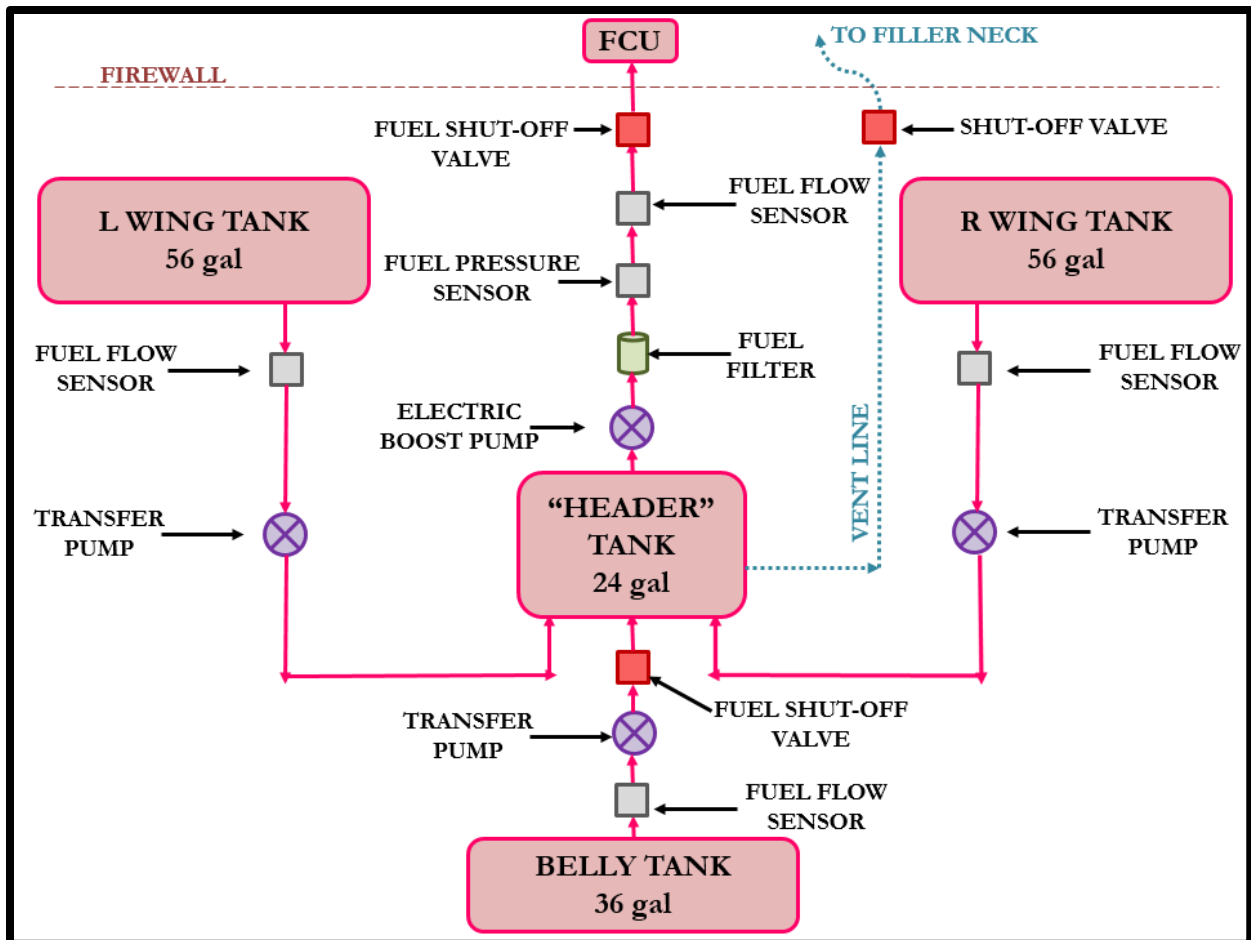 FCU
TO FILLER NECK
FIREWALL
FUEL SHUT-OFF
VALVE
SHUT-OFF VALVE
FUEL FLOW
SENSOR
L WING TANK
56 gal
R WING TANK
56 gal
FUEL PRESSURE
SENSOR
FUEL FLOW
SENSOR
FUEL
FILTER
FUEL FLOW
SENSOR
ELECTRIC
BOOST PUMP
VENT LINE
TRANSFER
PUMP
“HEADER”
TANK
24 gal
TRANSFER
PUMP
TRANSFER
PUMP
FUEL SHUT-OFF
VALVE
FUEL FLOW
SENSOR
BELLY TANK
36 gal